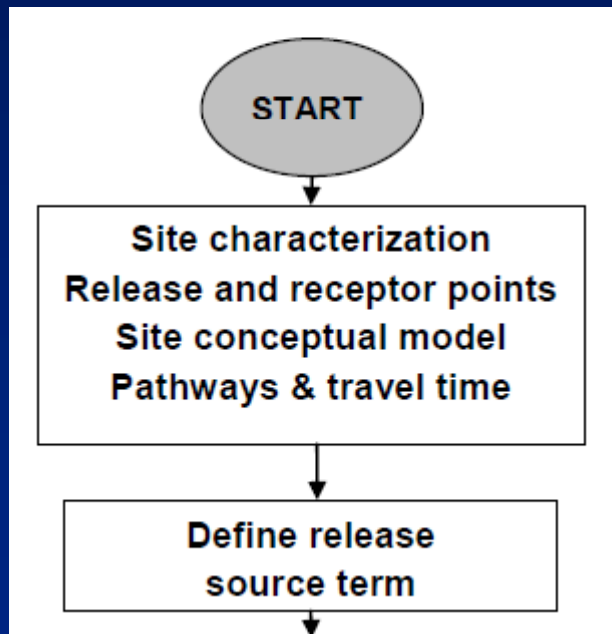 START
Site characterization
Release and receptor points
Site conceptual model
Pathways & travel time
Define release
source term